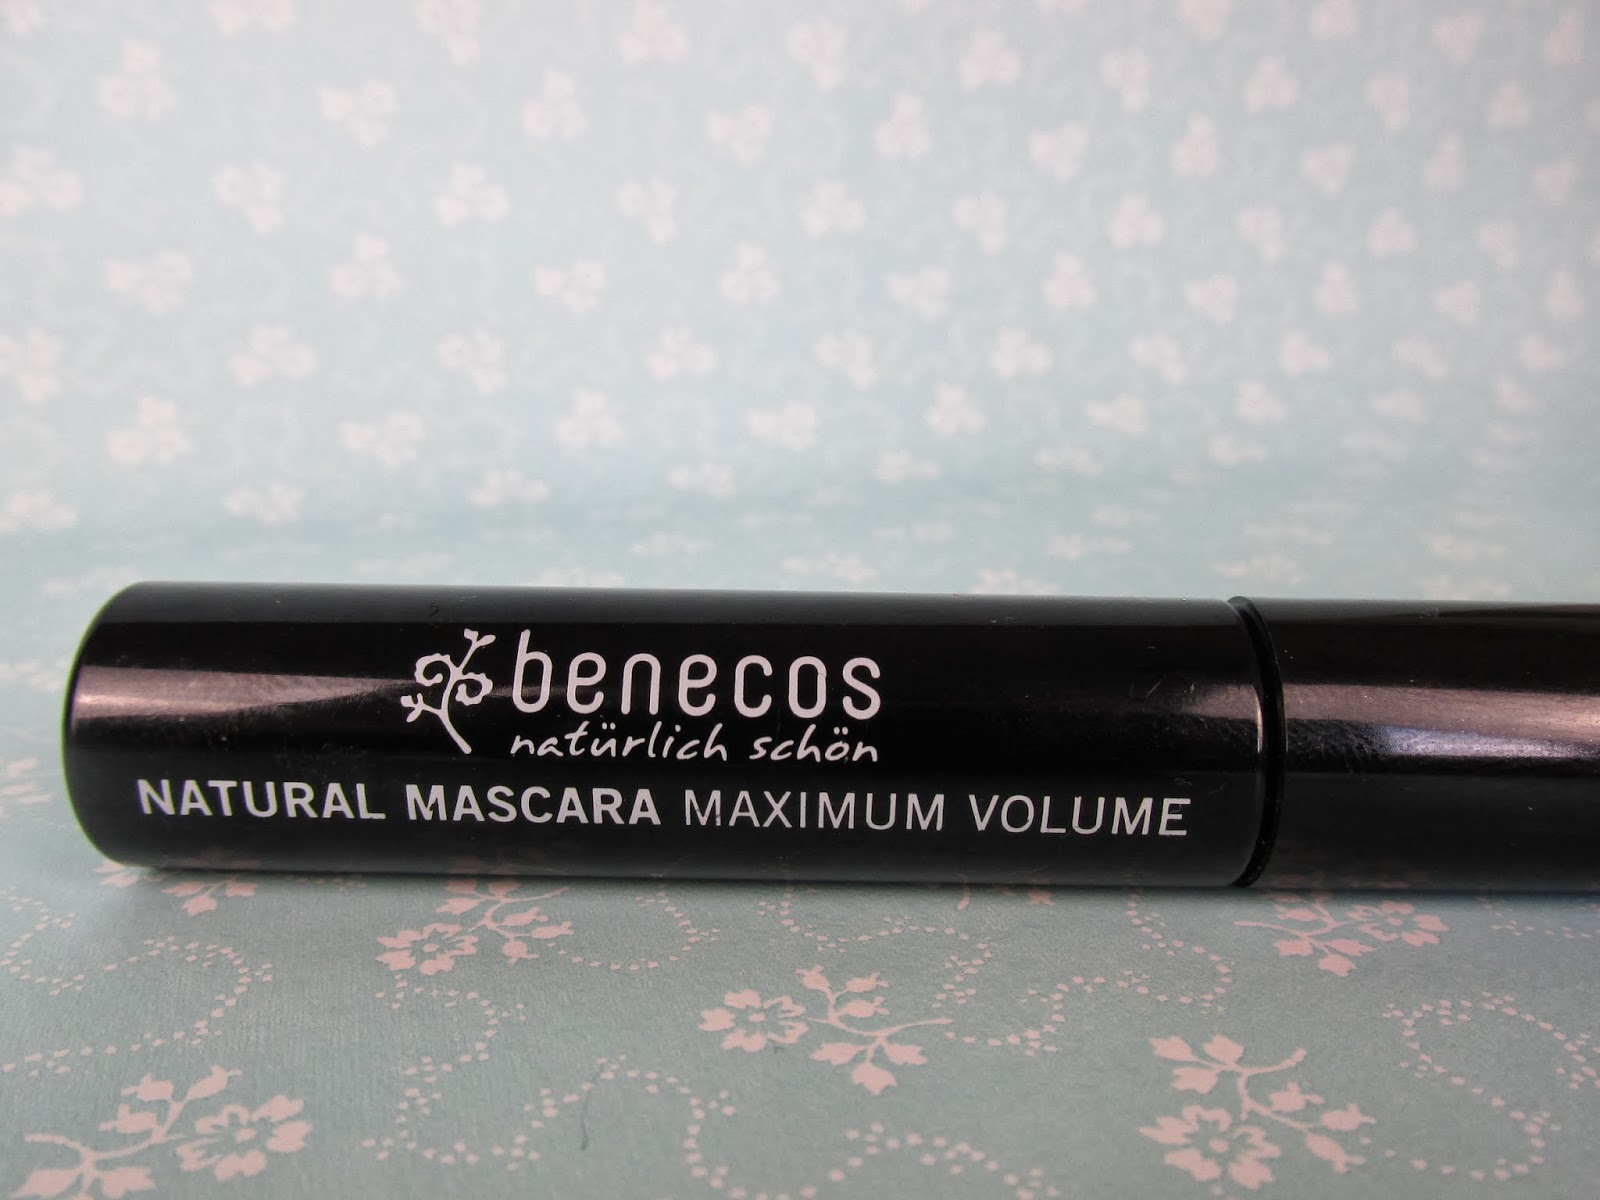 benecos
natürlich schön
NATURAL MASCARA MAXIMUM VOLUME